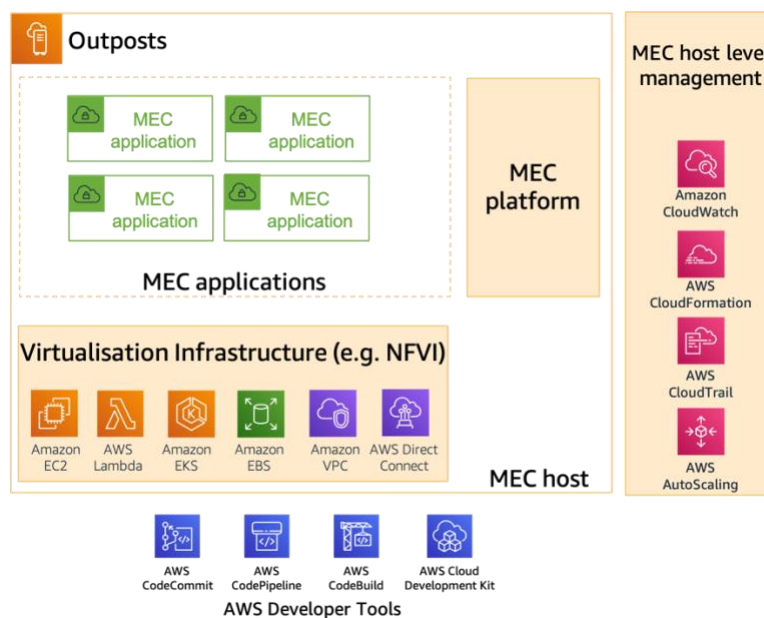 Outposts
MEC
application
MEC
application
MEC
application
MEC
application
MEC applications
MEC
platform
Virtualisation Infrastructure (e.g. NFVI)
Amazon
EC2
AWS
Lambda
Amazon
EKS
Amazon
EBS
Amazon
VPC
AWS Direct
Connect
MEC host
MEC host leve
management
Amazon
CloudWatch
AWS
CloudFormation
AWS
CloudTrail
AWS
AutoScaling
AWS
CodeCommit
AWS
CodePipeline
AWS
CodeBuild
AWS Cloud
Development Kit
AWS Developer Tools